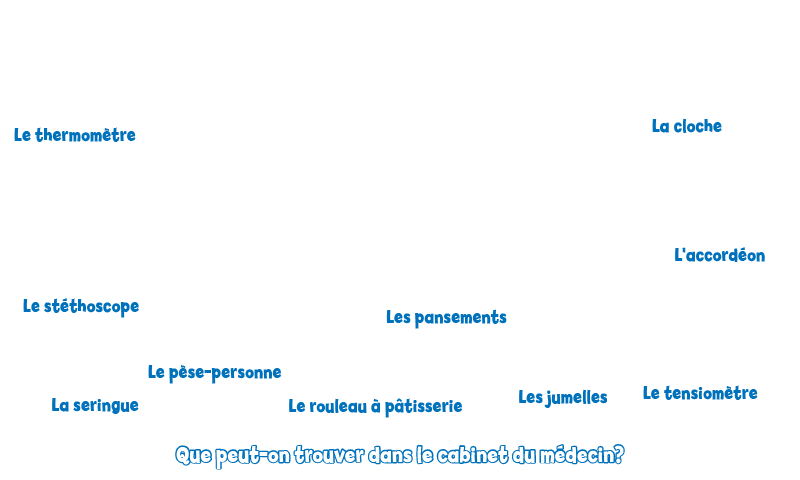 La cloche
Le thermomètre
L'accordéon
Le stéthoscope
Les pansements
Le pèse-personne
Le tensiomètre
Les jumelles
La seringue
Le rouleau à pâtisserie
Que peut-on trouver dans le cabinet du médecin?